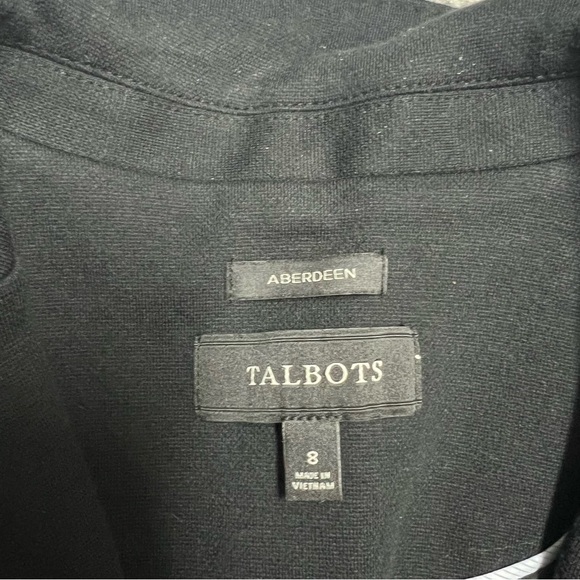 ABERDEEN
TALBOTS
8
MADE IN
VIETNAM